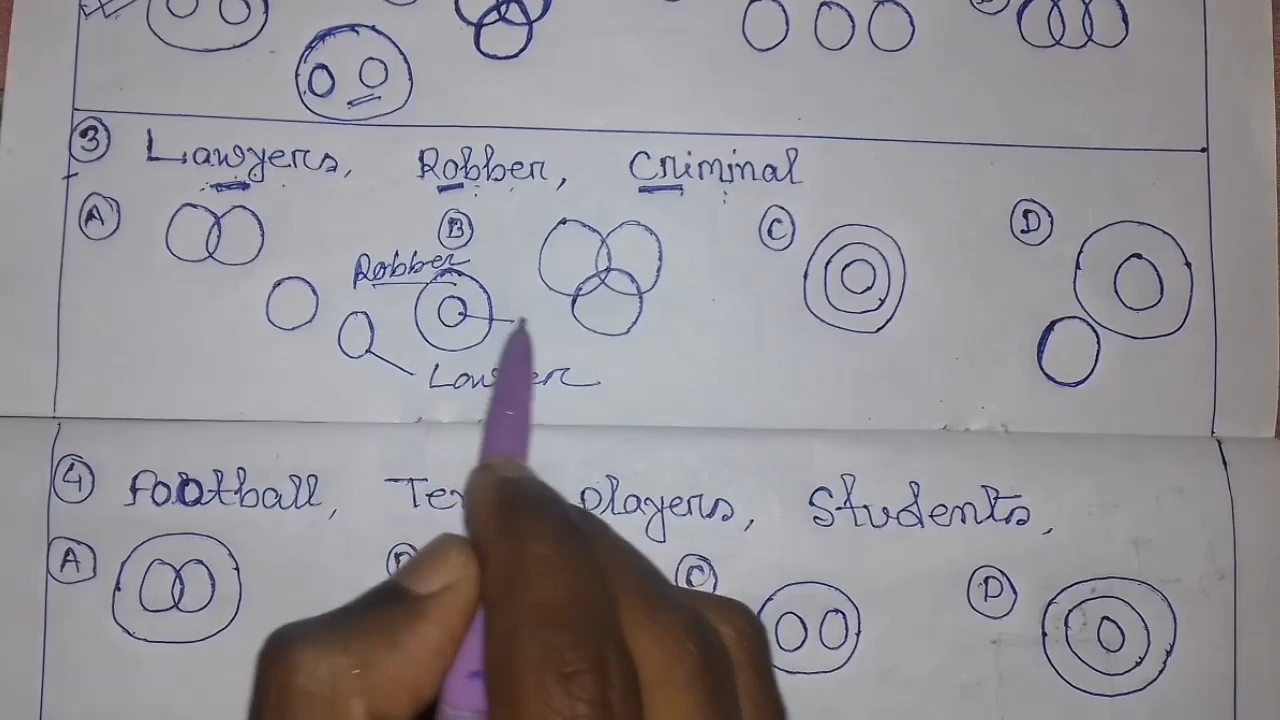 3 Lawyers, Robber, Criminal
A B C D
Robber
4 Football, players, Students,
A C D